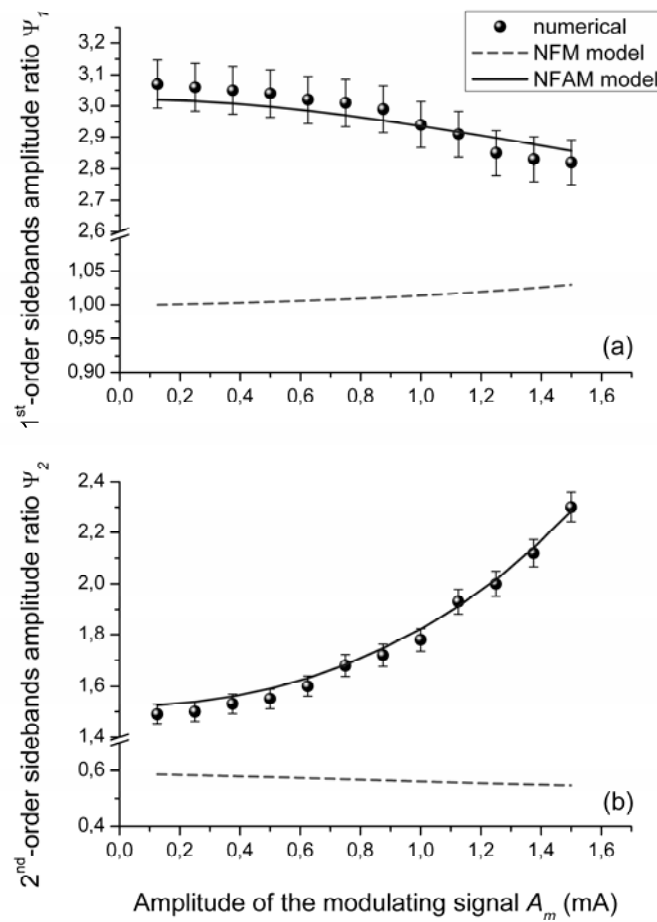 numerical
NFM model
NFAM model
1st-order sidebands amplitude ratio Ψ1
3,2
3,1
3,0
2,9
2,8
2,7
2,6
1,05
1,00
0,95
0,90
(a)
0,0 0,2 0,4 0,6 0,8 1,0 1,2 1,4 1,6
2nd-order sidebands amplitude ratio Ψ2
2,4
2,2
2,0
1,8
1,6
1,4
0,6
0,4
(b)
0,0 0,2 0,4 0,6 0,8 1,0 1,2 1,4 1,6
Amplitude of the modulating signal Am (mA)